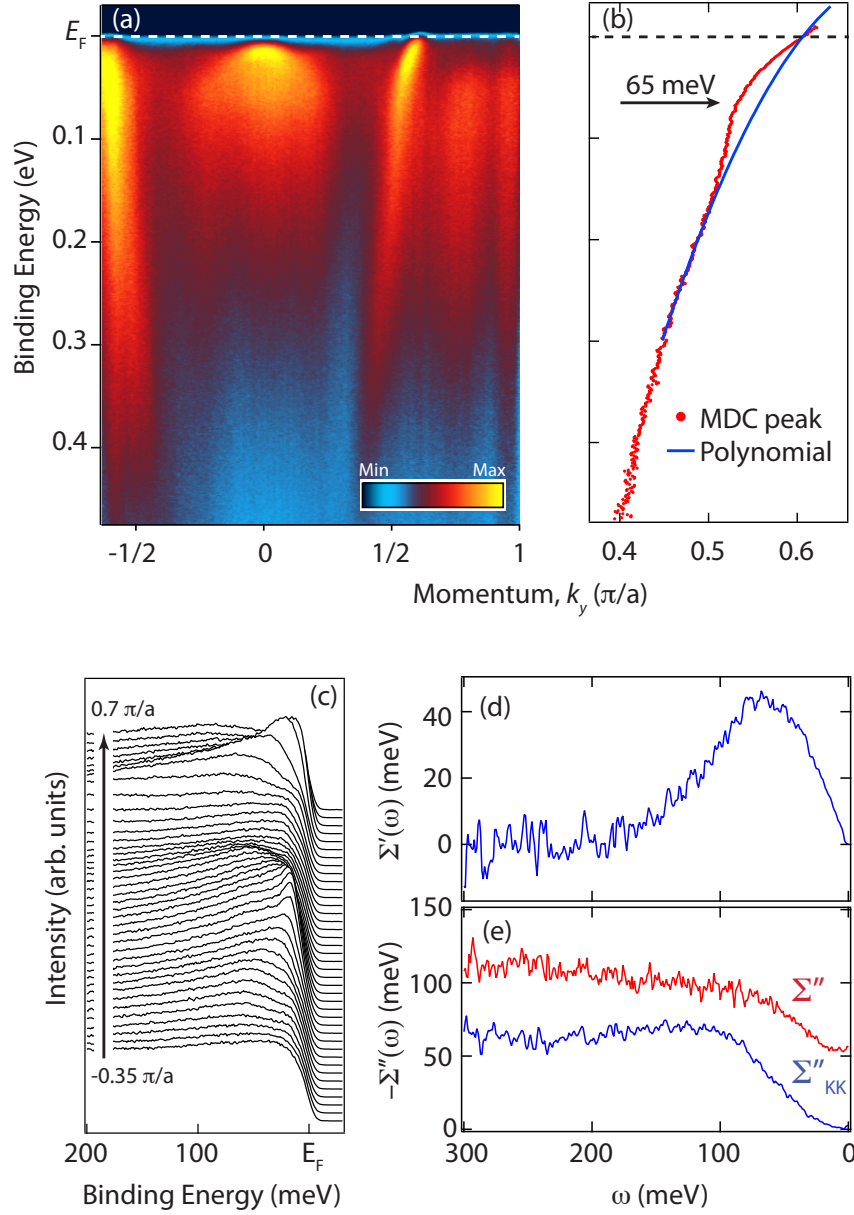 (a)
E_F
0.1
0.2
0.3
0.4
Binding Energy (eV)
Min Max
-1/2 0 1/2 1
Momentum, k_y (π/a)
(b)
65 meV
MDC peak
Polynomial
0.4 0.5 0.6
(c)
0.7 π/a
-0.35 π/a
Intensity (arb. units)
200 100 E_F
Binding Energy (meV)
(d)
40
20
0
Σ′(ω) (meV)
(e)
150
100
50
0
−Σ″(ω) (meV)
Σ″
Σ″_KK
300 200 100 0
ω (meV)